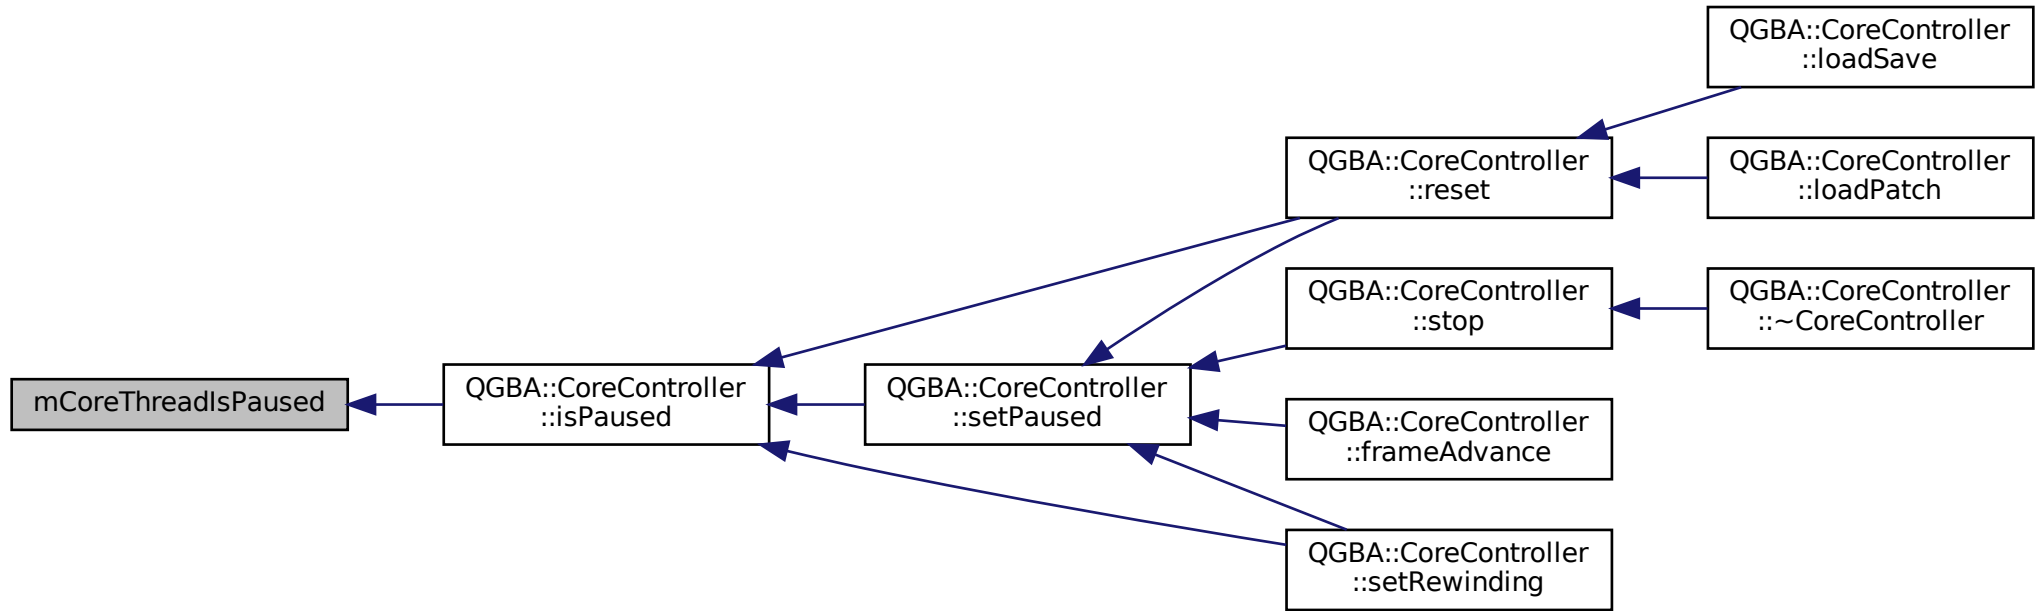 mCoreThreadIsPaused
QGBA::CoreController
::isPaused
QGBA::CoreController
::setPaused
QGBA::CoreController
::reset
QGBA::CoreController
::stop
QGBA::CoreController
::frameAdvance
QGBA::CoreController
::setRewinding
QGBA::CoreController
::loadSave
QGBA::CoreController
::loadPatch
QGBA::CoreController
::~CoreController